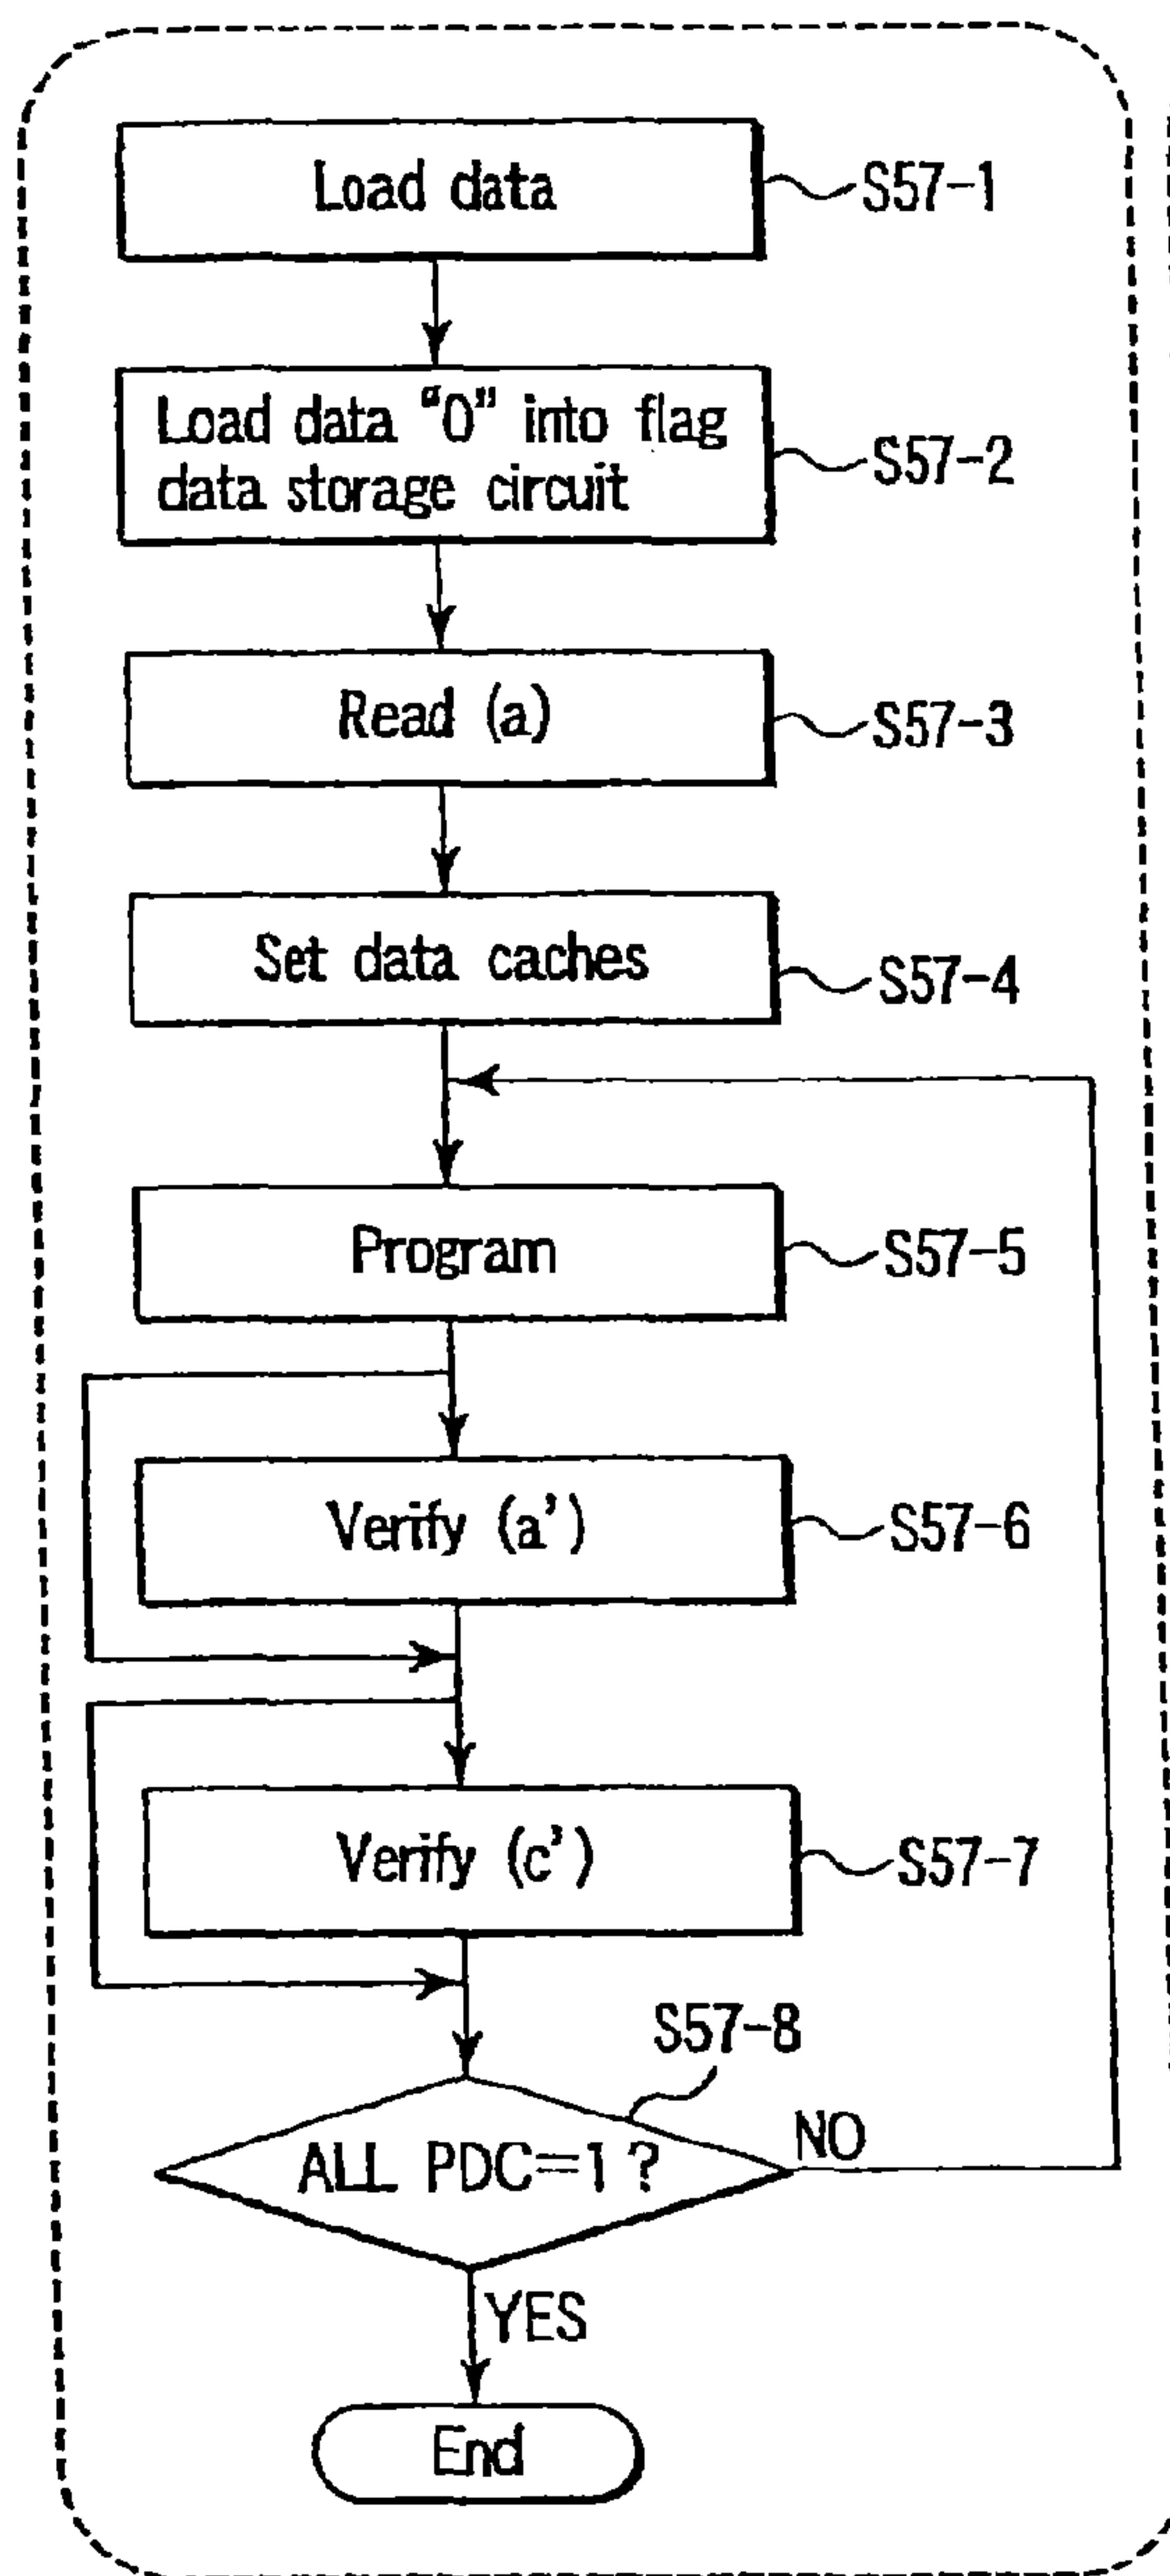 Load data
S57-1
Load data "0" into flag
data storage circuit
S57-2
Read (a)
S57-3
Set data caches
S57-4
Program
S57-5
Verify (a')
S57-6
Verify (c')
S57-7
S57-8
ALL PDC=1 ?
NO
YES
End